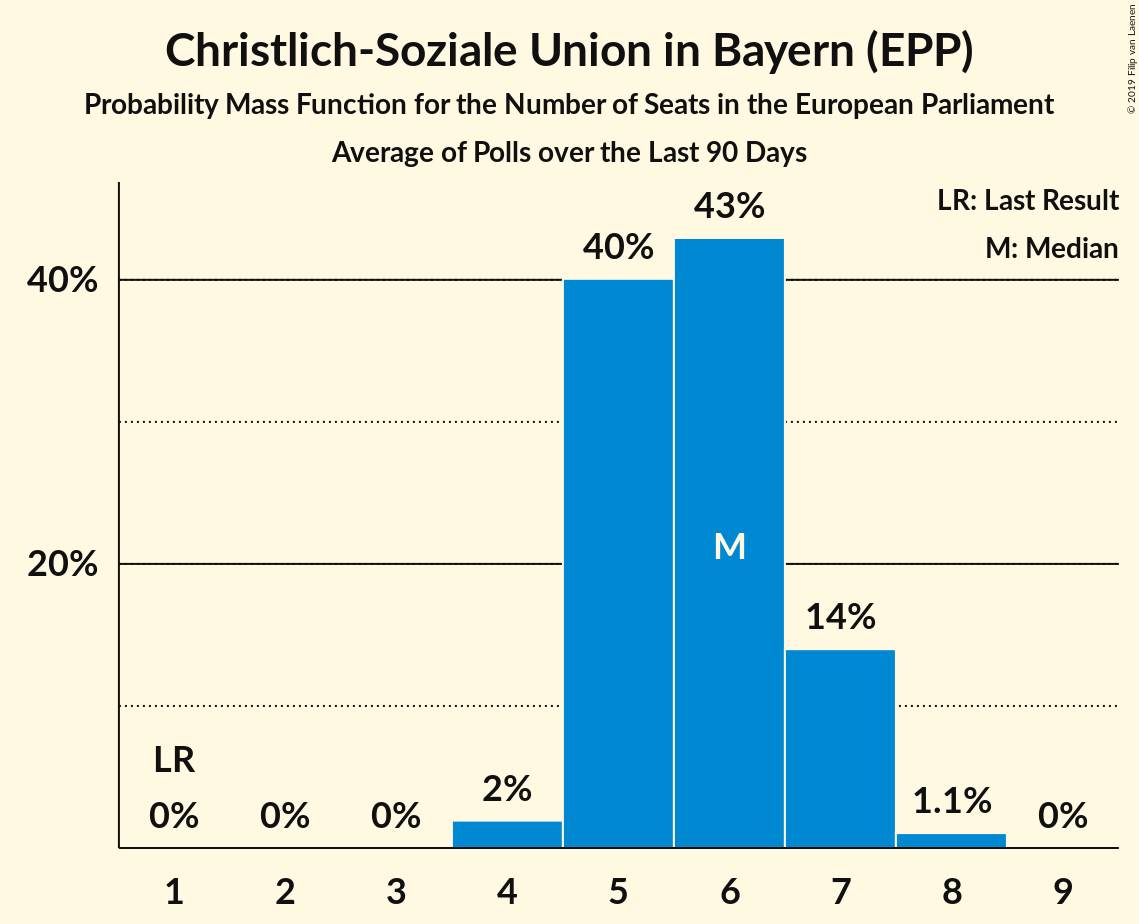 Christlich-Soziale Union in Bayern (EPP)
Probability Mass Function for the Number of Seats in the European Parliament
Average of Polls over the Last 90 Days
© 2019 Filip van Laenen
LR: Last Result
M: Median
43%
40%
40%
M
20%
14%
LR
0%
0%
0%
2%
1.1%
0%
1 2 3 4 5 6 7 8 9